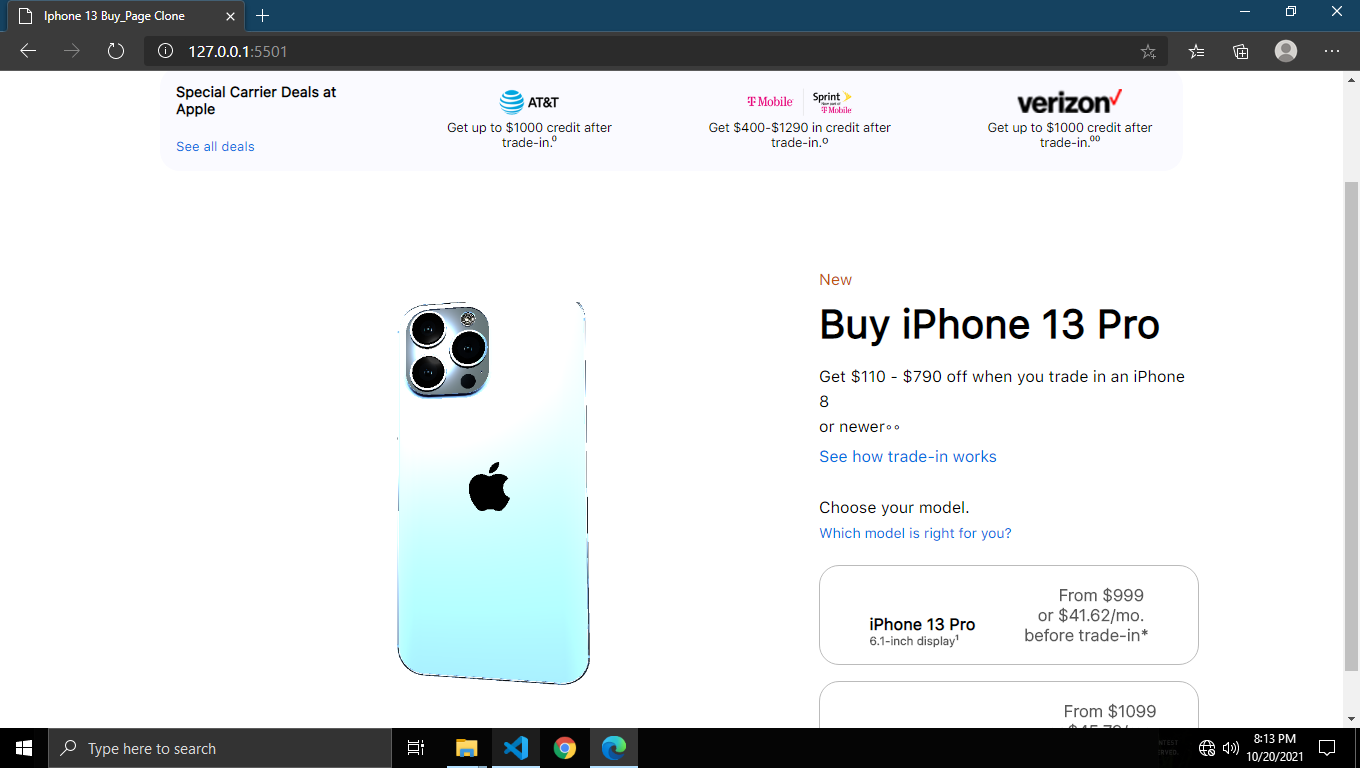 Iphone 13 Buy_Page Clone
127.0.0.1:5501
Special Carrier Deals at
Apple
See all deals
AT&T
Get up to $1000 credit after
trade-in.⁰
T Mobile
Sprint
T Mobile
Get $400-$1290 in credit after
trade-in.º
verizon✓
Get up to $1000 credit after
trade-in.⁰⁰
New
Buy iPhone 13 Pro
Get $110 - $790 off when you trade in an iPhone
8
or newer∘∘
See how trade-in works
Choose your model.
Which model is right for you?
iPhone 13 Pro
6.1-inch display¹
From $999
or $41.62/mo.
before trade-in*
From $1099
Type here to search
8:13 PM
10/20/2021